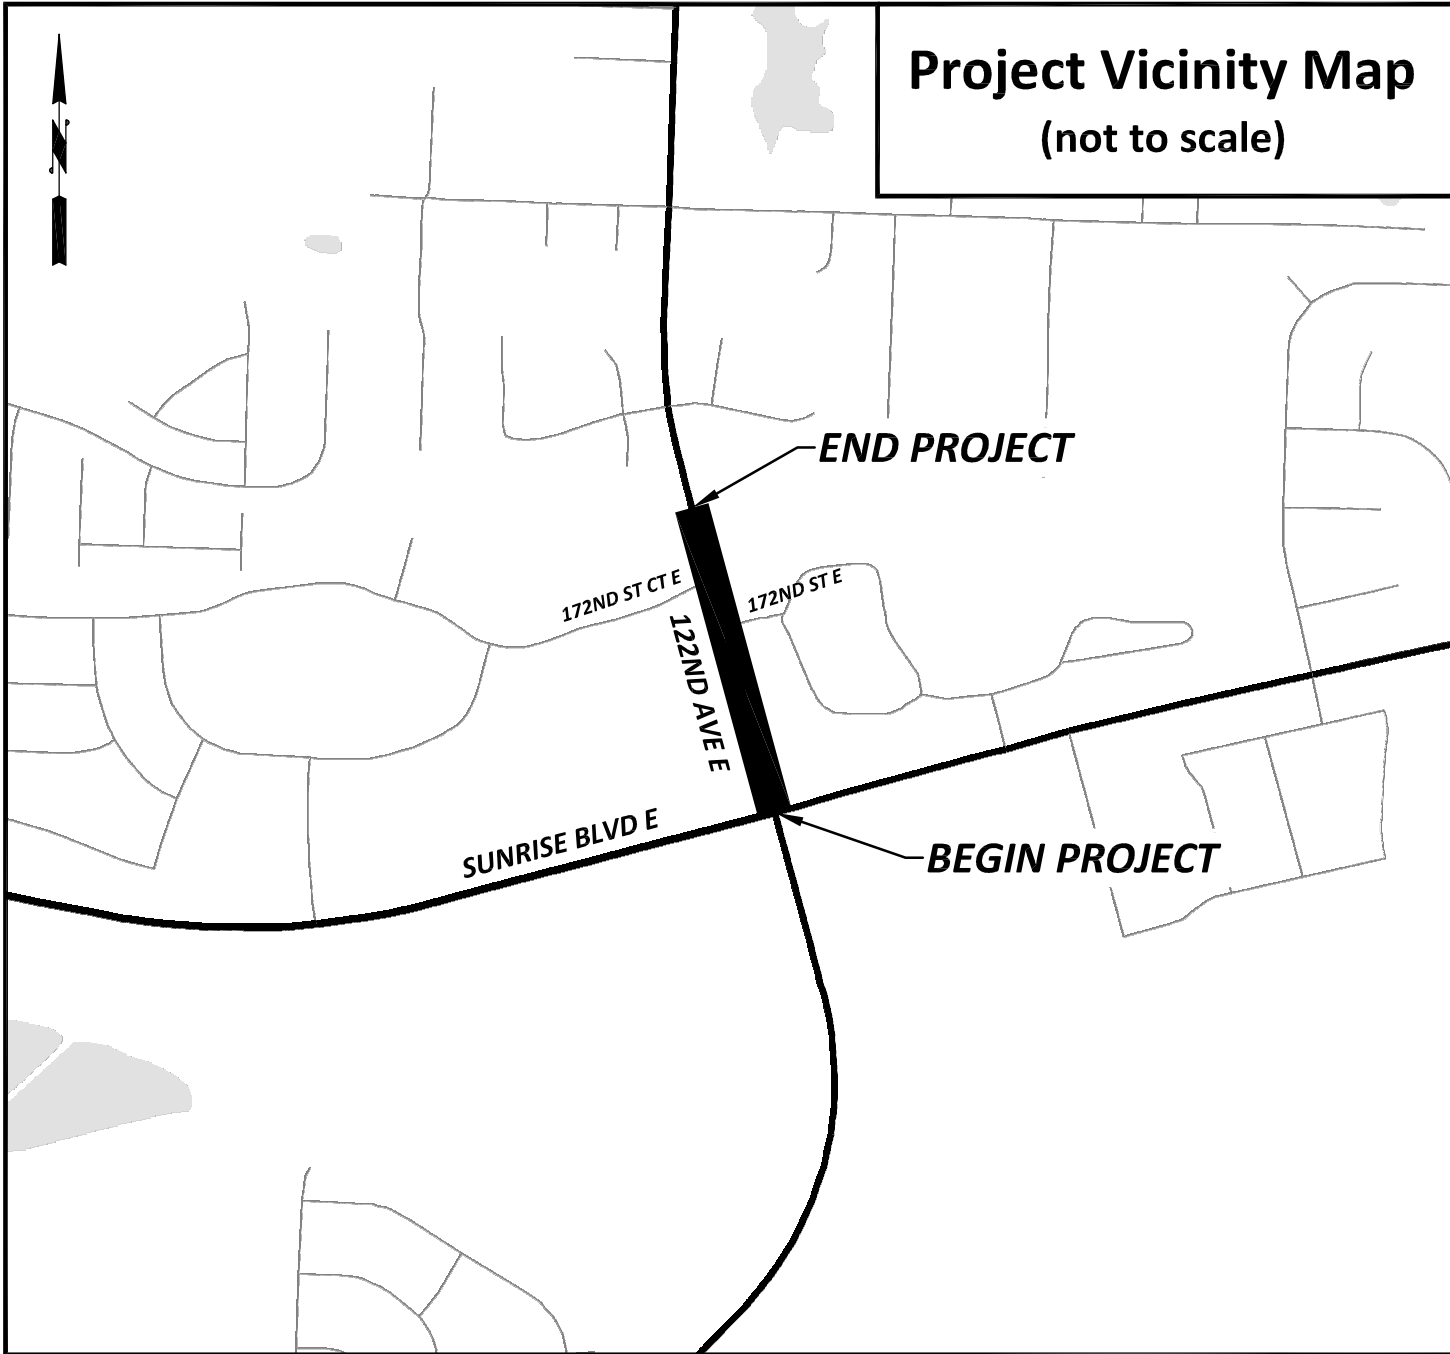 Project Vicinity Map
(not to scale)
N
END PROJECT
172ND ST CT E
172ND ST E
122ND AVE E
SUNRISE BLVD E
BEGIN PROJECT